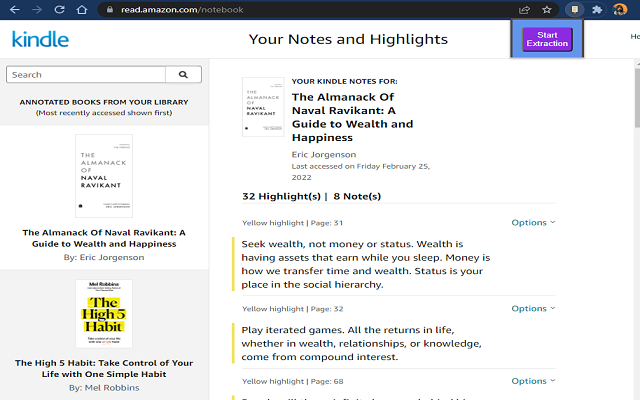 read.amazon.com/notebook
kindle
Your Notes and Highlights
Start
Extraction
He
Search
ANNOTATED BOOKS FROM YOUR LIBRARY
(Most recently accessed shown first)
THE
ALMANACK
OF
NAVAL
RAVIKANT
The Almanack Of Naval Ravikant: A
Guide to Wealth and Happiness
By: Eric Jorgenson
Mel Robbins
The
High 5
Habit
The High 5 Habit: Take Control of Your
Life with One Simple Habit
By: Mel Robbins
THE
ALMANACK
OF
NAVAL
RAVIKANT
YOUR KINDLE NOTES FOR:
The Almanack Of
Naval Ravikant: A
Guide to Wealth and
Happiness
Eric Jorgenson
Last accessed on Friday February 25,
2022
32 Highlight(s) | 8 Note(s)
Yellow highlight | Page: 31
Options
Seek wealth, not money or status. Wealth is
having assets that earn while you sleep. Money is
how we transfer time and wealth. Status is your
place in the social hierarchy.
Yellow highlight | Page: 32
Options
Play iterated games. All the returns in life,
whether in wealth, relationships, or knowledge,
come from compound interest.
Yellow highlight | Page: 68
Options